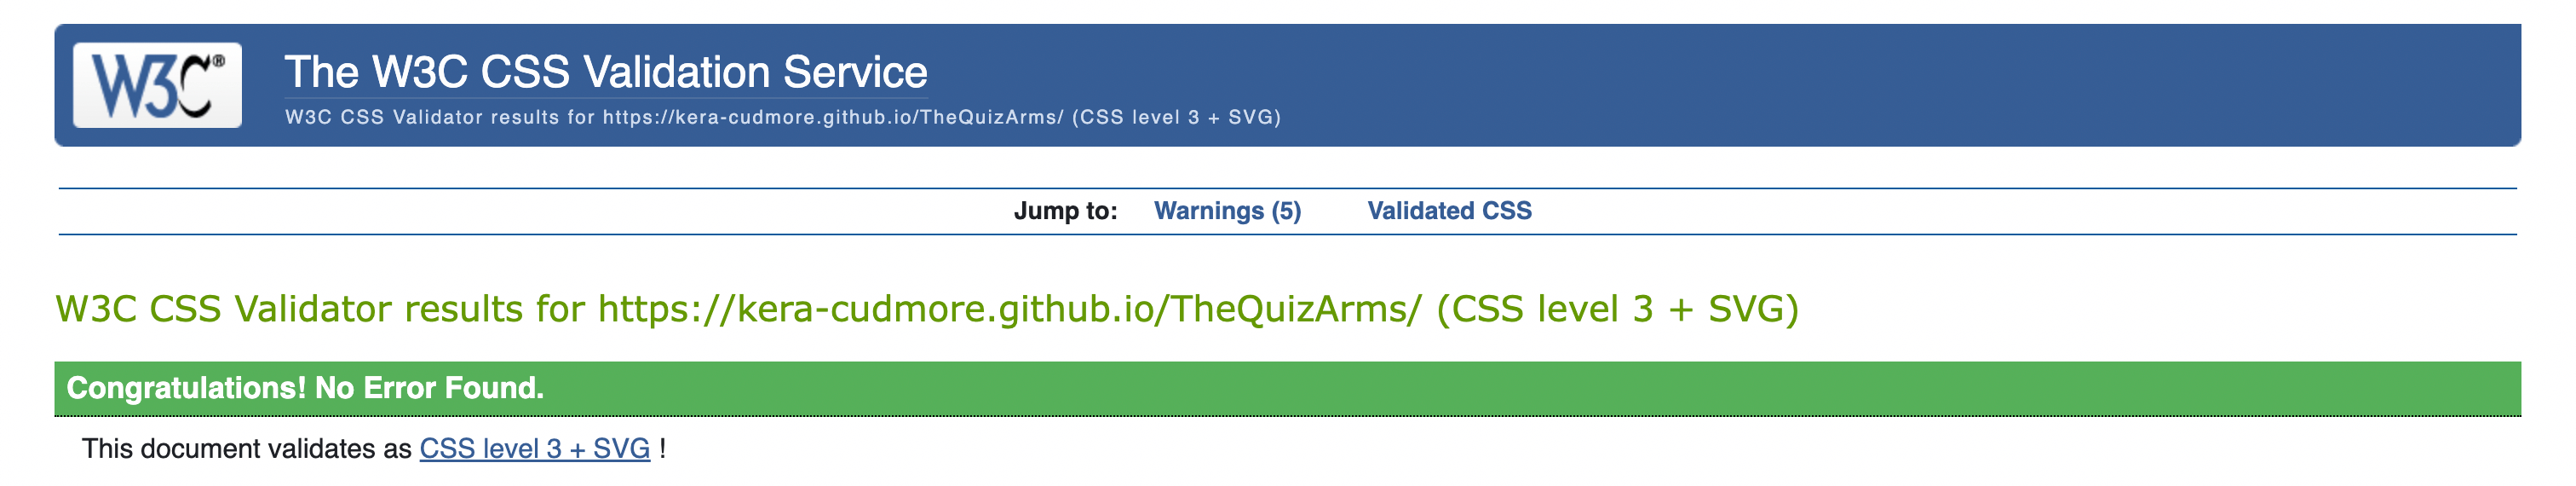 W3C®
The W3C CSS Validation Service
W3C CSS Validator results for https://kera-cudmore.github.io/TheQuizArms/ (CSS level 3 + SVG)
Jump to: Warnings (5) Validated CSS
W3C CSS Validator results for https://kera-cudmore.github.io/TheQuizArms/ (CSS level 3 + SVG)
Congratulations! No Error Found.
This document validates as CSS level 3 + SVG !